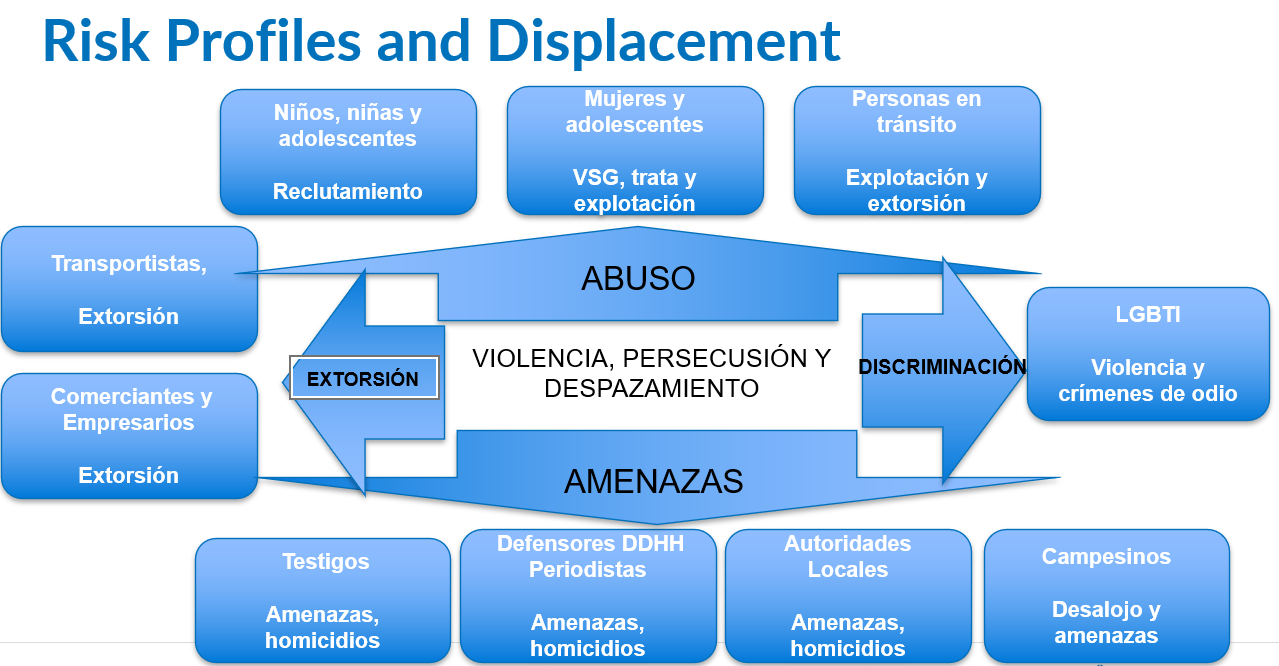 Risk Profiles and Displacement
Niños, niñas y
adolescentes
Reclutamiento
Mujeres y
adolescentes
VSG, trata y
explotación
Personas en
tránsito
Explotación y
extorsión
Transportistas,
Extorsión
ABUSO
LGBTI
Violencia y
crímenes de odio
EXTORSIÓN
VIOLENCIA, PERSECUSIÓN Y
DESPAZAMIENTO
DISCRIMINACIÓN
Comerciantes y
Empresarios
Extorsión
AMENAZAS
Testigos
Amenazas,
homicidios
Defensores DDHH
Periodistas
Amenazas,
homicidios
Autoridades
Locales
Amenazas,
homicidios
Campesinos
Desalojo y
amenazas